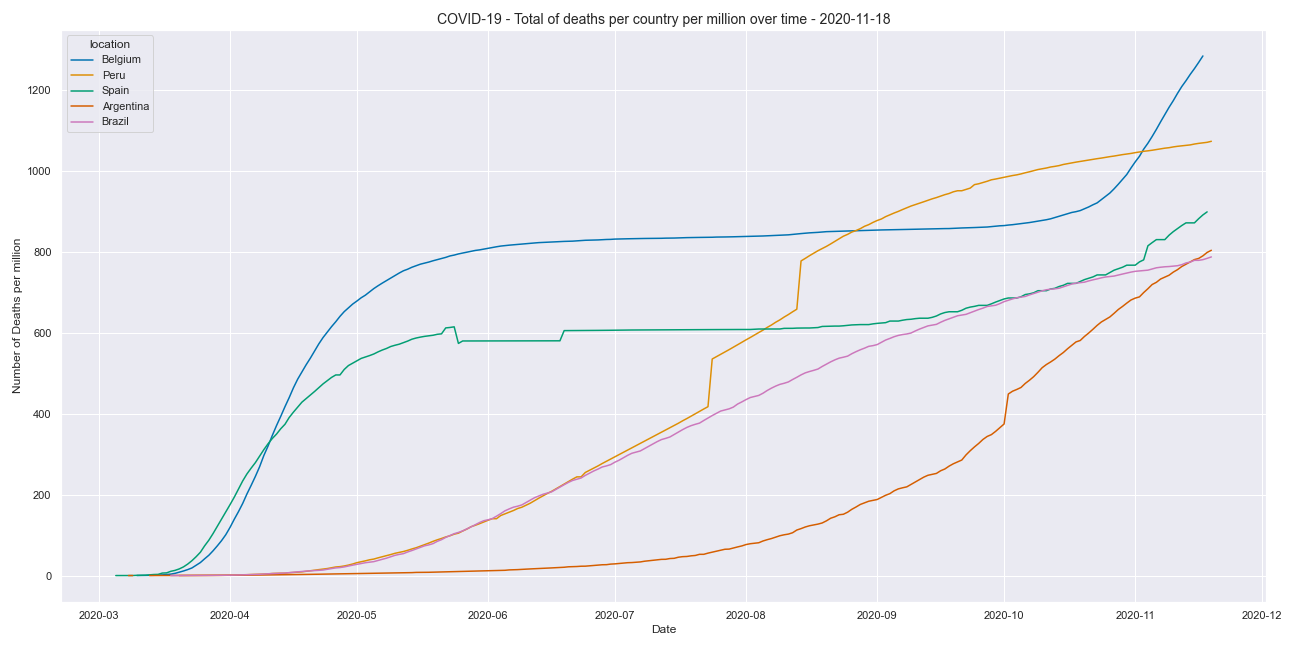 COVID-19 - Total of deaths per country per million over time - 2020-11-18
location
Belgium
Peru
Spain
Argentina
Brazil
Number of Deaths per million
1200
1000
800
600
400
200
0
2020-03
2020-04
2020-05
2020-06
2020-07
2020-08
2020-09
2020-10
2020-11
2020-12
Date